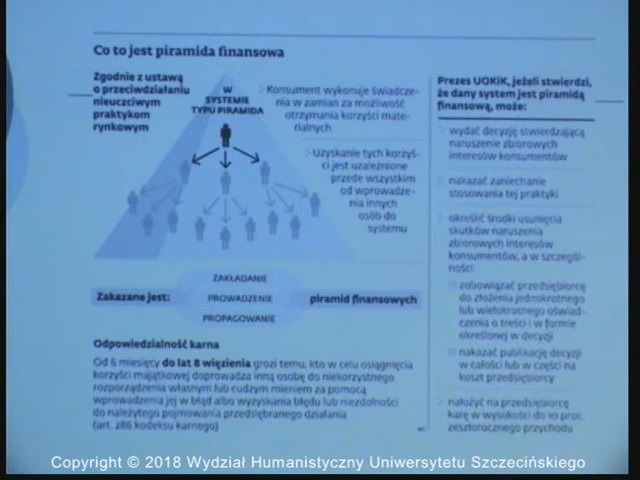 Co to jest piramida finansowa
Zgodnie z ustawą
o przeciwdziałaniu
nieuczciwym
praktykom
rynkowym
W
SYSTEMIE
TYPU PIRAMIDA
Konsument wykonuje świadcze-
nia w zamian za możliwość
otrzymania korzyści mate-
rialnych
Uzyskanie tych korzyś-
ci jest uzależnione
przede wszystkim
od wprowadze-
nia innych
osób do
systemu
Zakazane jest:
ZAKŁADANIE
PROWADZENIE
PROPAGOWANIE
piramid finansowych
Odpowiedzialność karna
Od 6 miesięcy do lat 8 więzienia grozi temu, kto w celu osiągnięcia
korzyści majątkowej doprowadza inną osobę do niekorzystnego
rozporządzenia własnym lub cudzym mieniem za pomocą
wprowadzenia jej w błąd albo wyzyskania błędu lub niezdolności
do należytego pojmowania przedsiębranego działania
(art. 286 kodeksu karnego)
Prezes UOKiK, jeżeli stwierdzi,
że dany system jest piramidą
finansową, może:
wydać decyzję stwierdzającą
naruszenie zbiorowych
interesów konsumentów
nakazać zaniechanie
stosowania tej praktyki
określić środki usunięcia
skutków naruszenia
zbiorowych interesów
konsumentów, a w szczegól-
ności:
zobowiązać przedsiębiorcę
do złożenia jednokrotnego
lub wielokrotnego oświad-
czenia o treści i w formie
określonej w decyzji
nakazać publikację decyzji
w całości lub w części na
koszt przedsiębiorcy
nałożyć na przedsiębiorcę
karę w wysokości do 10 proc.
zeszłorocznego przychodu
Copyright © 2018 Wydział Humanistyczny Uniwersytetu Szczecińskiego